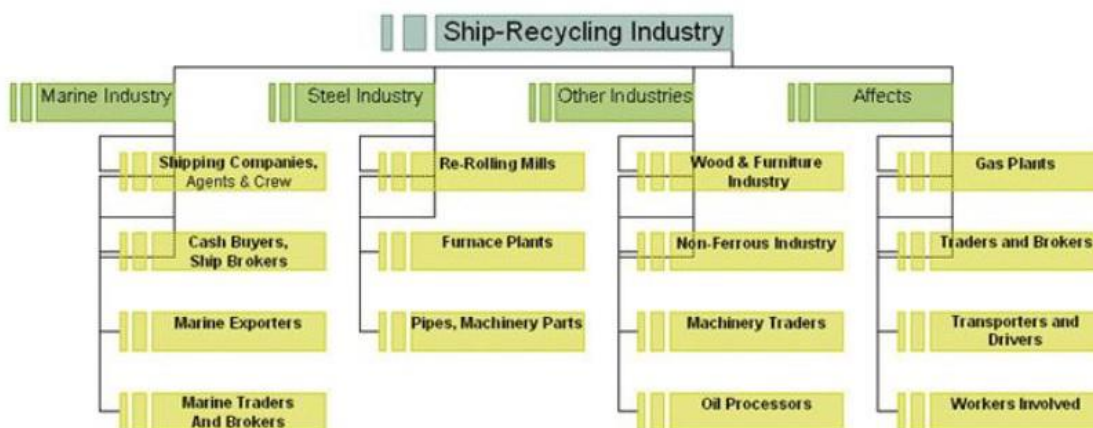 Ship-Recycling Industry
Marine Industry
Steel Industry
Other Industries
Affects
Shipping Companies,
Agents & Crew
Re-Rolling Mills
Wood & Furniture
Industry
Gas Plants
Cash Buyers,
Ship Brokers
Furnace Plants
Non-Ferrous Industry
Traders and Brokers
Marine Exporters
Pipes, Machinery Parts
Machinery Traders
Transporters and
Drivers
Marine Traders
And Brokers
Oil Processors
Workers Involved